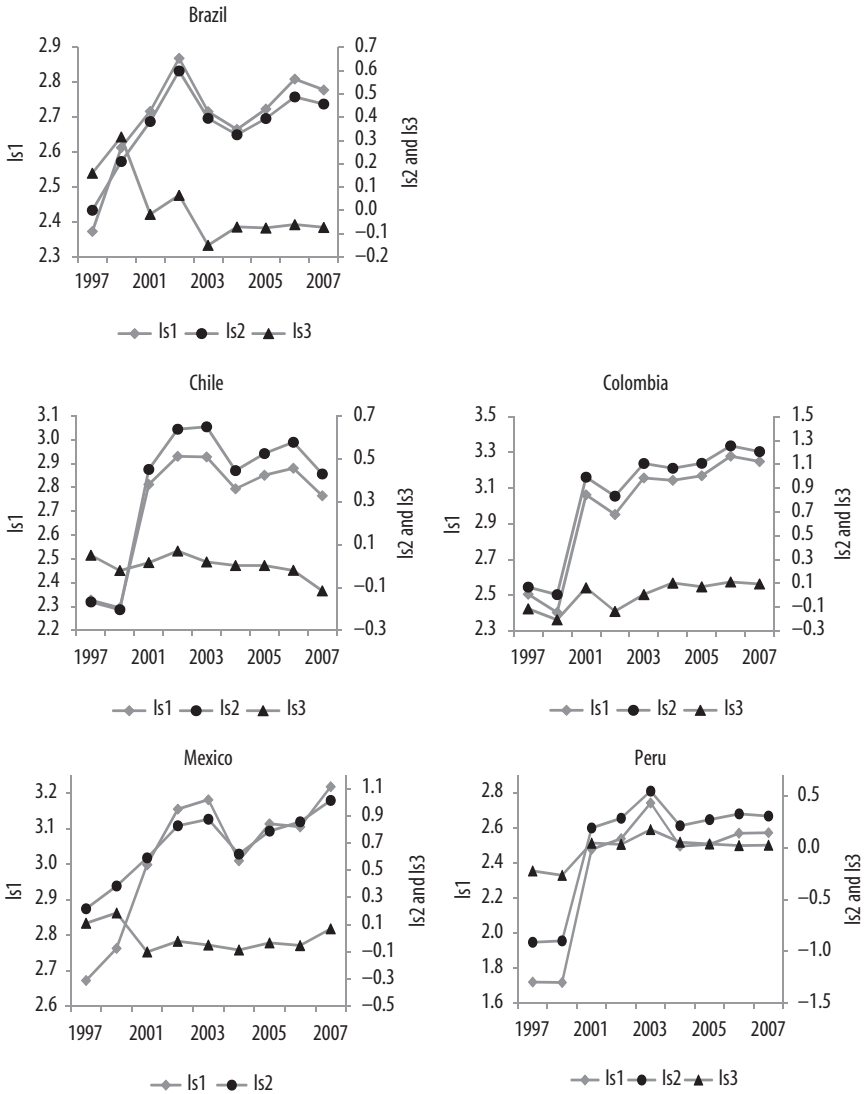 Brazil
2.9 0.7
0.6
2.8 0.5
2.7 0.4
0.3
2.6 0.2
2.5 0.1
0.0
2.4 −0.1
2.3 −0.2
Is1
Is2 and Is3
1997 2001 2003 2005 2007
Is1 Is2 Is3
Chile
3.1 0.7
3.0
2.9 0.5
2.8
2.7 0.3
2.6
2.5 0.1
2.4 −0.1
2.3
2.2 −0.3
Is1
Is2 and Is3
1997 2001 2003 2005 2007
Is1 Is2 Is3
Colombia
3.5 1.5
3.3 1.3
1.1
3.1 0.9
2.9 0.7
0.5
2.7 0.3
2.5 0.1
−0.1
2.3 −0.3
Is1
Is2 and Is3
1997 2001 2003 2005 2007
Is1 Is2 Is3
Mexico
3.2 1.1
0.9
3.1 0.7
3.0 0.5
2.9 0.3
0.1
2.8 −0.1
2.7 −0.3
2.6 −0.5
Is1
Is2 and Is3
1997 2001 2003 2005 2007
Is1 Is2
Peru
2.8 0.5
2.6
2.4 0.0
2.2 −0.5
2.0
1.8 −1.0
1.6 −1.5
Is1
Is2 and Is3
1997 2001 2003 2005 2007
Is1 Is2 Is3